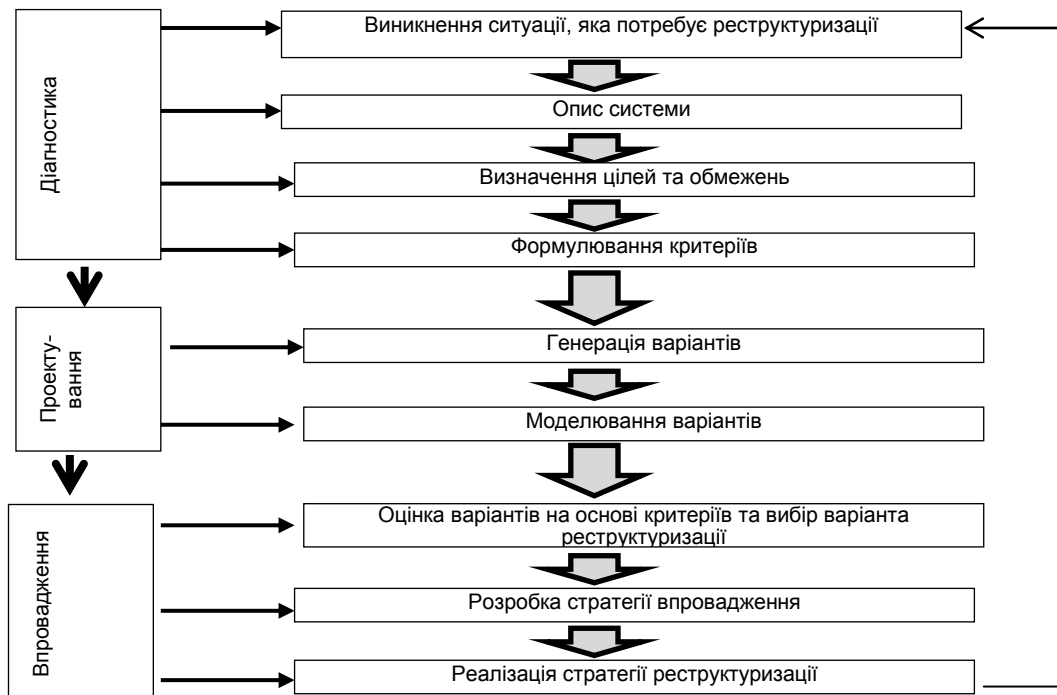 Діагностика
Виникнення ситуації, яка потребує реструктуризації
Опис системи
Визначення цілей та обмежень
Формулювання критеріїв
Проекту-
вання
Генерація варіантів
Моделювання варіантів
Впровадження
Оцінка варіантів на основі критеріїв та вибір варіанта
реструктуризації
Розробка стратегії впровадження
Реалізація стратегії реструктуризації